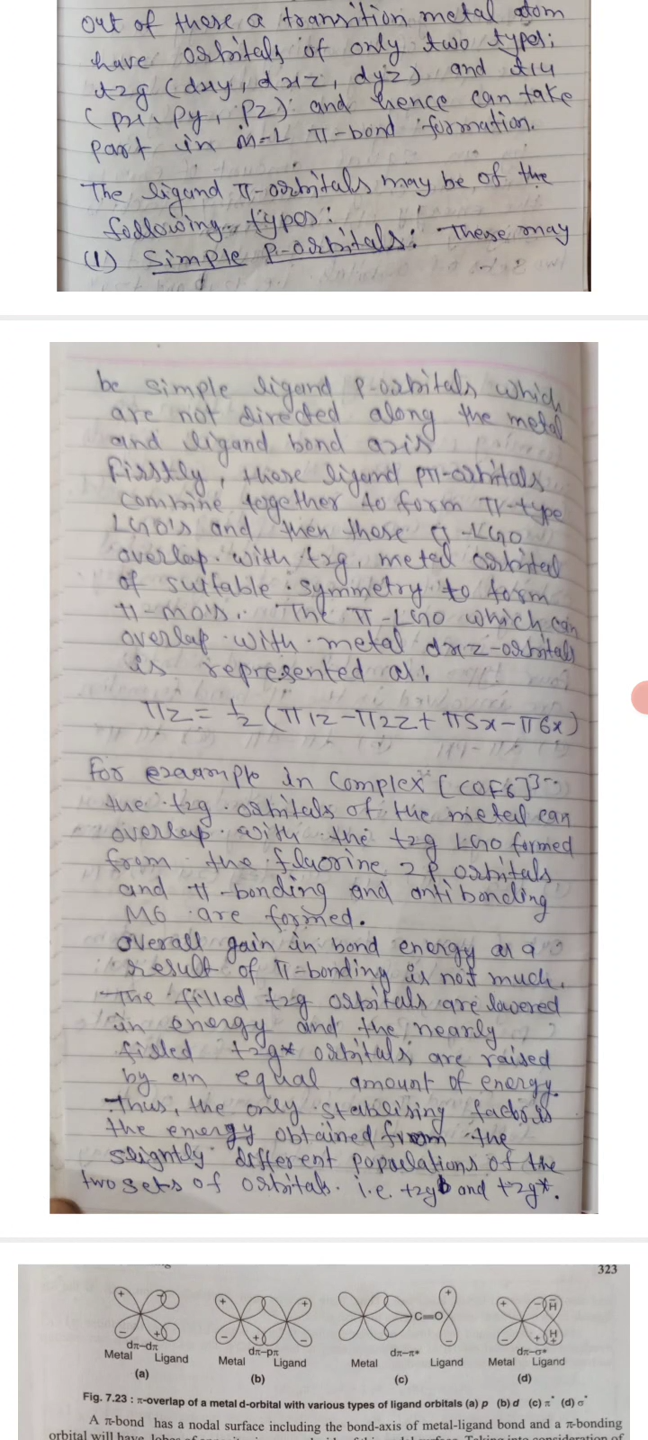 out of these a transition metal atom
have orbitals of only two types;
t2g (dxy, dxz, dyz) and t1u
(px, py, pz) and hence can take
part in M-L π-bond formation.
The ligand π-orbitals may be of the
following types:
(1) Simple P-orbitals: These may
be simple ligand P-orbitals which
are not directed along the metal
and ligand bond axis
Firstly, these ligand pπ-orbitals
combine together to form π-type
LGO's and then these π-LGO
overlap with t2g, metal orbital
of suitable symmetry to form
π-MO's. The π-LGO which can
overlap with metal dxz-orbitals
is represented as:
πz = 1/2 (π1z - π2z + π5x - π6x)
for example in complex [COF6]3-
the t2g orbitals of the metal can
overlap with the t2g LGO formed
from the fluorine 2p orbitals
and π-bonding and antibonding
MO are formed.
overall gain in bond energy as a
result of π-bonding is not much.
The filled t2g orbitals are lowered
in energy and the nearly
filled t2g* orbitals are raised
by an equal amount of energy.
Thus, the only stabilising factor is
the energy obtained from the
slightly different populations of the
two sets of orbitals. i.e. t2gb and t2g*.
323
+ − +
dπ-dπ
Metal Ligand
(a)
+ + − −
dπ-pπ
Metal Ligand
(b)
+ C=O −
dπ-π*
Metal Ligand
(c)
+ − H − + H
dπ-σ*
Metal Ligand
(d)
Fig. 7.23 : π-overlap of a metal d-orbital with various types of ligand orbitals (a) p (b) d (c) π* (d) σ*
A π-bond has a nodal surface including the bond-axis of metal-ligand bond and a π-bonding
orbital will have lobes of